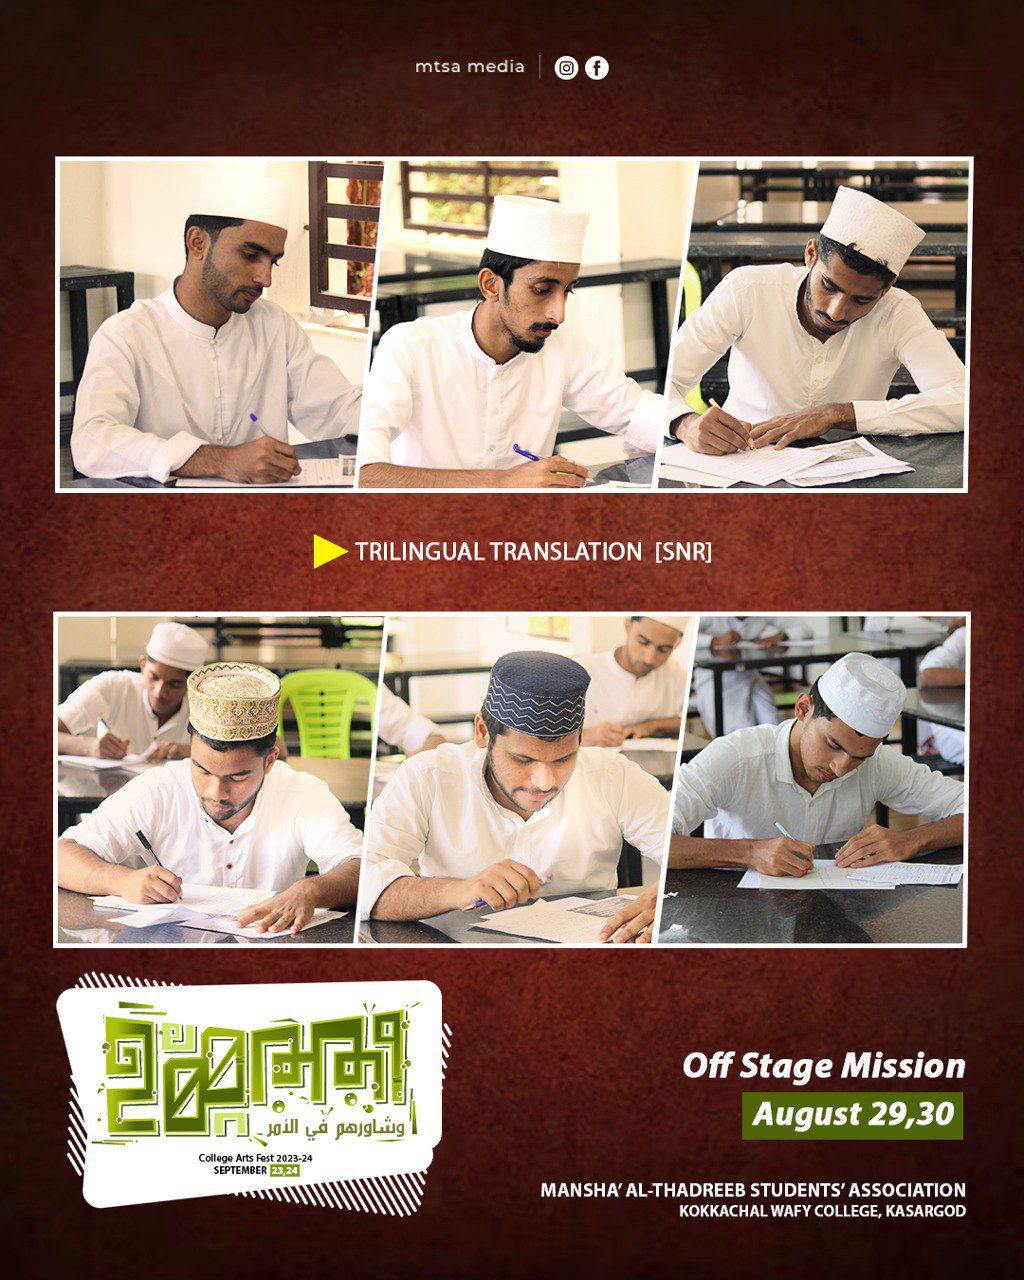 mtsa media
TRILINGUAL TRANSLATION [SNR]
وشاورهم في الأمر
College Arts Fest 2023-24
SEPTEMBER 23,24
Off Stage Mission
August 29,30
MANSHA' AL-THADREEB STUDENTS' ASSOCIATION
KOKKACHAL WAFY COLLEGE, KASARGOD